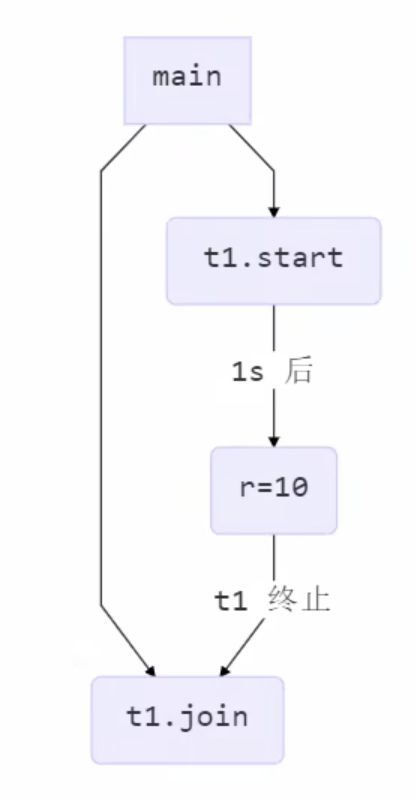 main
t1.start
1s 后
r=10
t1 终止
t1.join